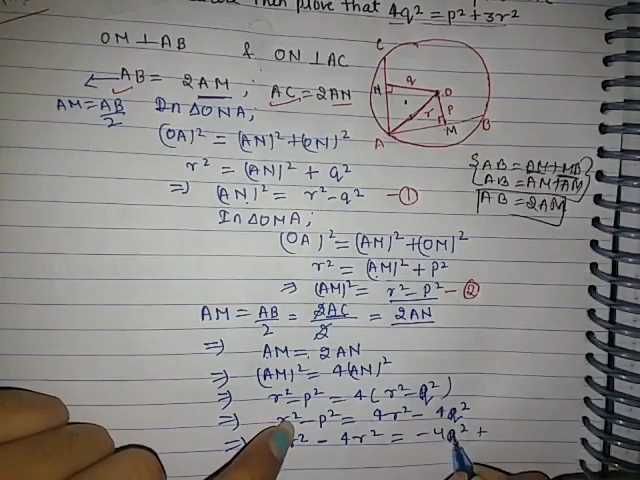 then prove that 4q² = p² + 3r²
OM ⊥ AB & ON ⊥ AC
← AB = 2AM ; AC = 2AN
AM = AB/2 In ΔONA;
(OA)² = (AN)² + (ON)²
r² = (AN)² + q²
⇒ (AN)² = r² - q² - ①
In ΔOMA;
(OA)² = (AM)² + (OM)²
r² = (AM)² + p²
⇒ (AM)² = r² - p² - ②
AM = AB/2 = 2AC/2 = 2AN
⇒ AM = 2AN
⇒ (AM)² = 4(AN)²
⇒ r² - p² = 4(r² - q²)
⇒ r² - p² = 4r² - 4q²
⇒ r² - 4r² = -4q² +
C
N
q
O
r
P
A
M
B
{AB = AM + MB}
{AB = AM + AM}
AB = 2AM